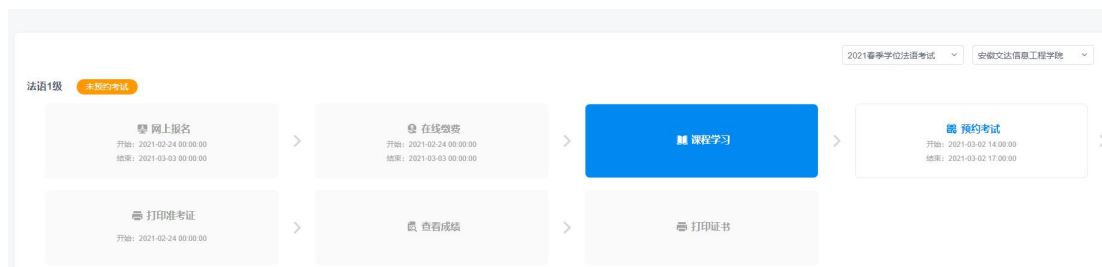 2021春季学位法语考试
安徽文达信息工程学院
法语1级
未预约考试
网上报名
开始：2021-02-24 00:00:00
结束：2021-03-03 00:00:00
在线缴费
开始：2021-02-24 00:00:00
结束：2021-03-03 00:00:00
课程学习
预约考试
开始：2021-03-02 14:00:00
结束：2021-03-02 17:00:00
打印准考证
开始：2021-02-24 00:00:00
查看成绩
打印证书